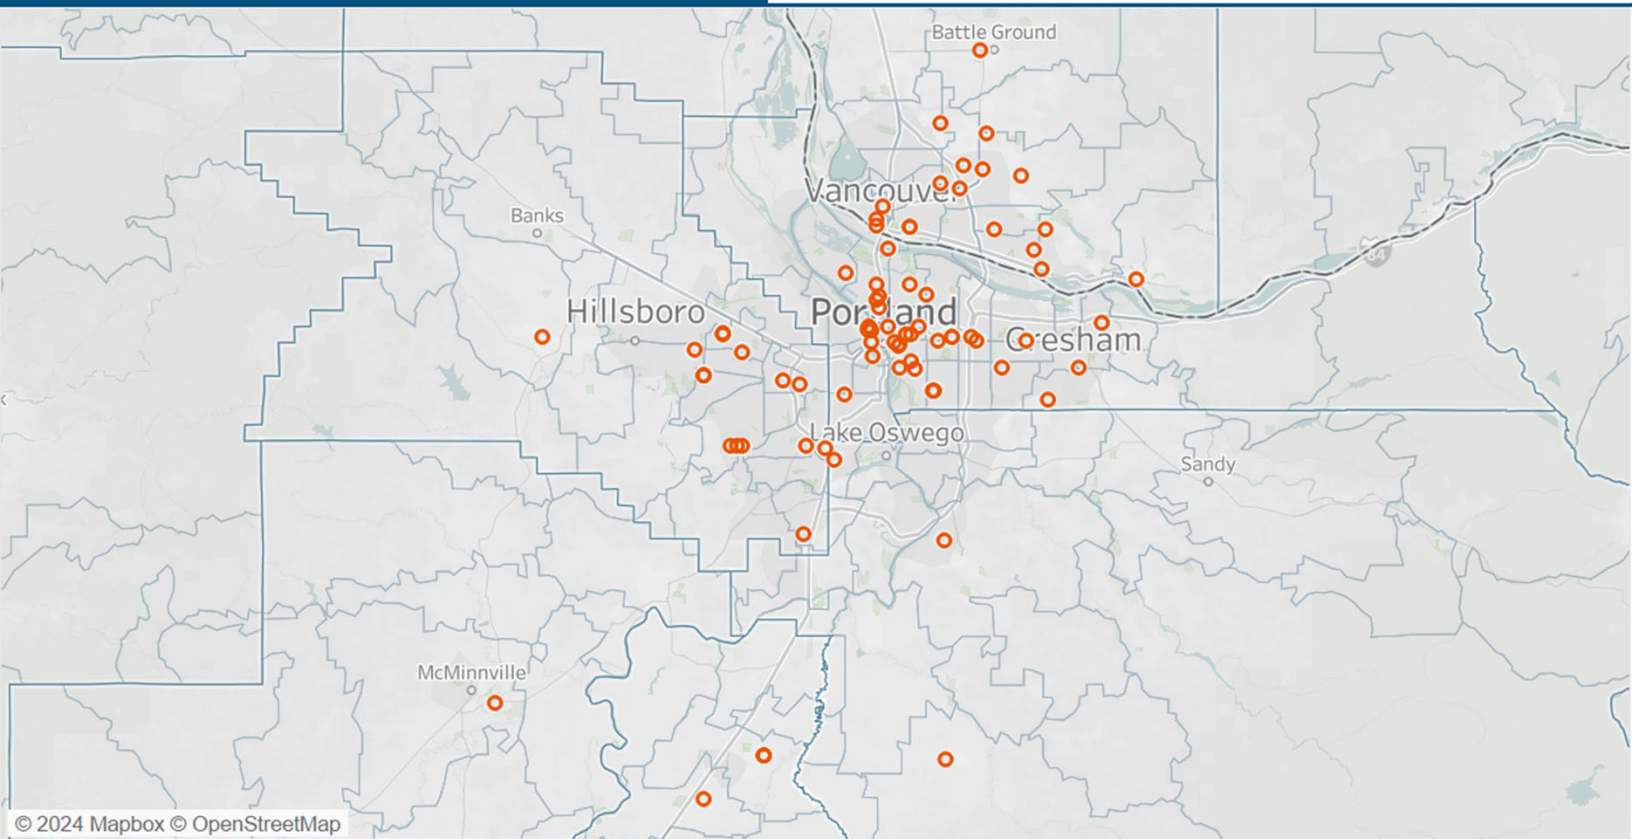 Battle Ground
Vancouver
Banks
84
Hillsboro
Portland
Gresham
Lake Oswego
Sandy
McMinnville
© 2024 Mapbox © OpenStreetMap